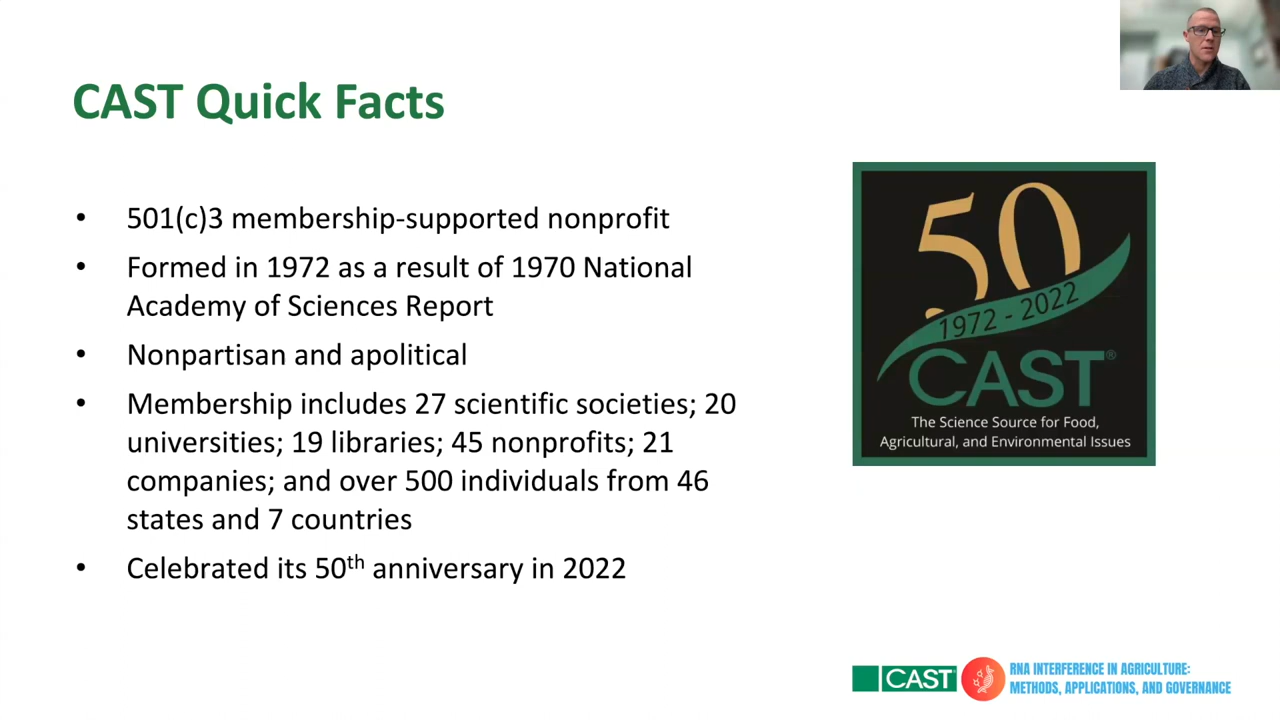 CAST Quick Facts
• 501(c)3 membership-supported nonprofit
• Formed in 1972 as a result of 1970 National
Academy of Sciences Report
• Nonpartisan and apolitical
• Membership includes 27 scientific societies; 20
universities; 19 libraries; 45 nonprofits; 21
companies; and over 500 individuals from 46
states and 7 countries
• Celebrated its 50th anniversary in 2022
50
1972 - 2022
CAST®
The Science Source for Food,
Agricultural, and Environmental Issues
CAST
RNA INTERFERENCE IN AGRICULTURE:
METHODS, APPLICATIONS, AND GOVERNANCE